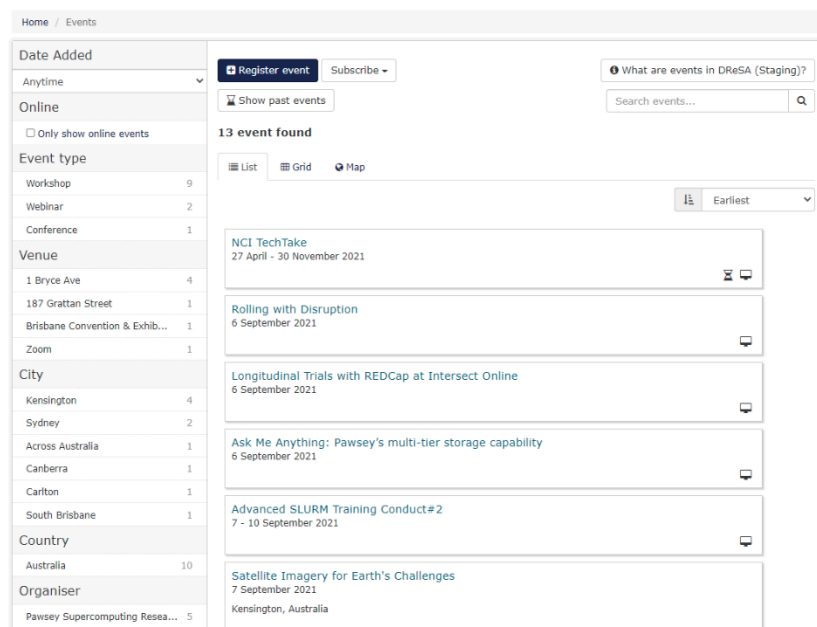 Home / Events
Date Added
Anytime
Online
Only show online events
Event type
Workshop 9
Webinar 2
Conference 1
Venue
1 Bryce Ave 4
187 Grattan Street 1
Brisbane Convention & Exhib... 1
Zoom 1
City
Kensington 4
Sydney 2
Across Australia 1
Canberra 1
Carlton 1
South Brisbane 1
Country
Australia 10
Organiser
Pawsey Supercomputing Resea... 5
Register event Subscribe
What are events in DReSA (Staging)?
Show past events
Search events...
13 event found
List Grid Map
Earliest
NCI TechTake
27 April - 30 November 2021
Rolling with Disruption
6 September 2021
Longitudinal Trials with REDCap at Intersect Online
6 September 2021
Ask Me Anything: Pawsey's multi-tier storage capability
6 September 2021
Advanced SLURM Training Conduct#2
7 - 10 September 2021
Satellite Imagery for Earth's Challenges
7 September 2021
Kensington, Australia